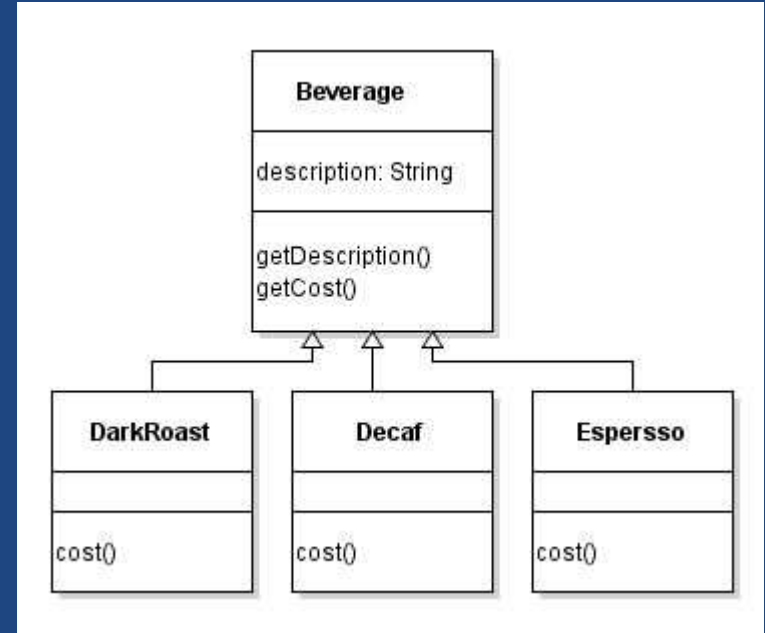 Beverage
description: String
getDescription()
getCost()
DarkRoast
Decaf
Espersso
cost()
cost()
cost()